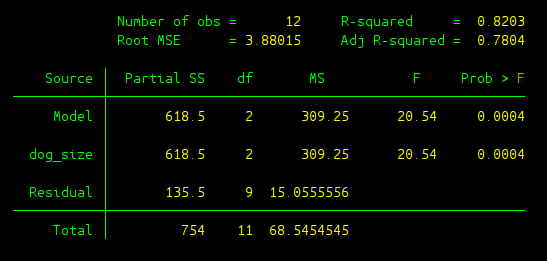 Number of obs = 12 R-squared = 0.8203
Root MSE = 3.88015 Adj R-squared = 0.7804
Source Partial SS df MS F Prob > F
Model 618.5 2 309.25 20.54 0.0004
dog_size 618.5 2 309.25 20.54 0.0004
Residual 135.5 9 15.0555556
Total 754 11 68.5454545